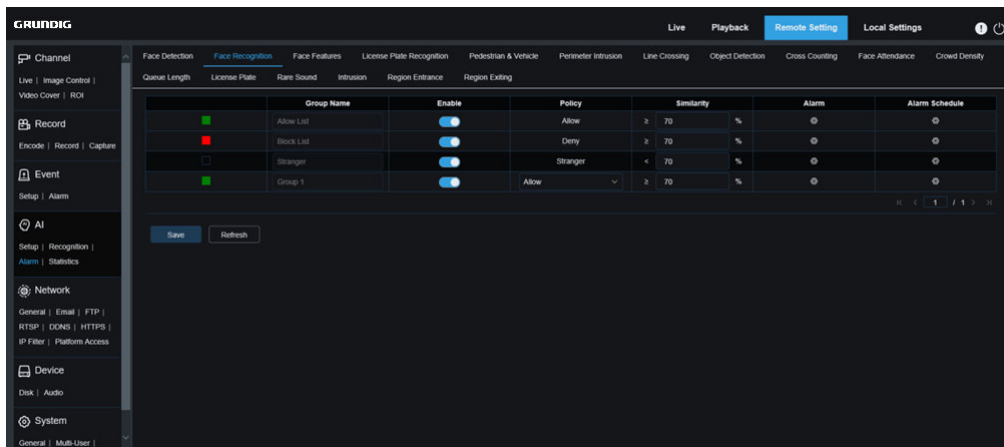 GRUNDIG
Live Playback Remote Setting Local Settings
Channel
Live | Image Control |
Video Cover | ROI
Record
Encode | Record | Capture
Event
Setup | Alarm
AI
Setup | Recognition |
Alarm | Statistics
Network
General | Email | FTP |
RTSP | DDNS | HTTPS |
IP Filter | Platform Access
Device
Disk | Audio
System
General | Multi-User |
Face Detection Face Recognition Face Features License Plate Recognition Pedestrian & Vehicle Perimeter Intrusion Line Crossing Object Detection Cross Counting Face Attendance Crowd Density
Queue Length License Plate Rare Sound Intrusion Region Entrance Region Exiting
Group Name Enable Policy Similarity Alarm Alarm Schedule
Allow List Allow ≥ 70 %
Block List Deny ≥ 70 %
Stranger Stranger < 70 %
Group 1 Allow ≥ 70 %
1 / 1
Save Refresh